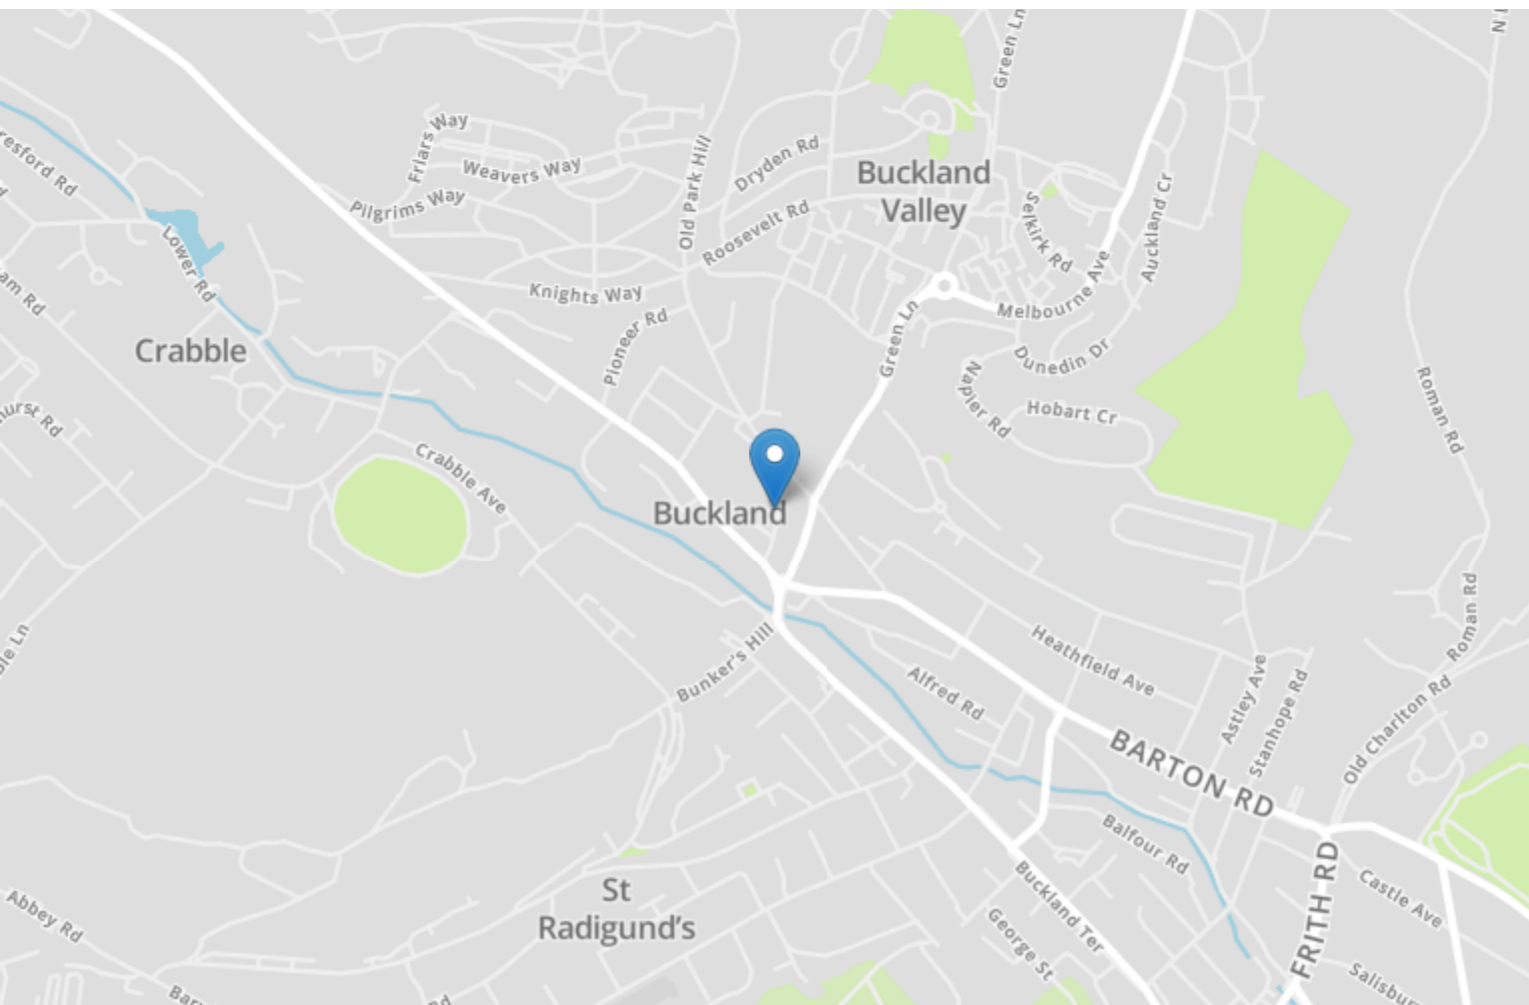 Green Ln
Friars Way
Weavers Way
Pilgrims Way
Old Park Hill
Dryden Rd
Roosevelt Rd
Buckland
Valley
Selkirk Rd
Auckland Cr
Melbourne Ave
Lower Rd
Knights Way
Pioneer Rd
Green Ln
Dunedin Dr
Napier Rd
Hobart Cr
Roman Rd
Crabble
Crabble Ave
Buckland
Bunker's Hill
Heathfield Ave
Alfred Rd
Astley Ave
Stanhope Rd
Roman Rd
Old Charlton Rd
BARTON RD
Balfour Rd
Buckland Ter
George St
FRITH RD
Castle Ave
St
Radigund's
Abbey Rd